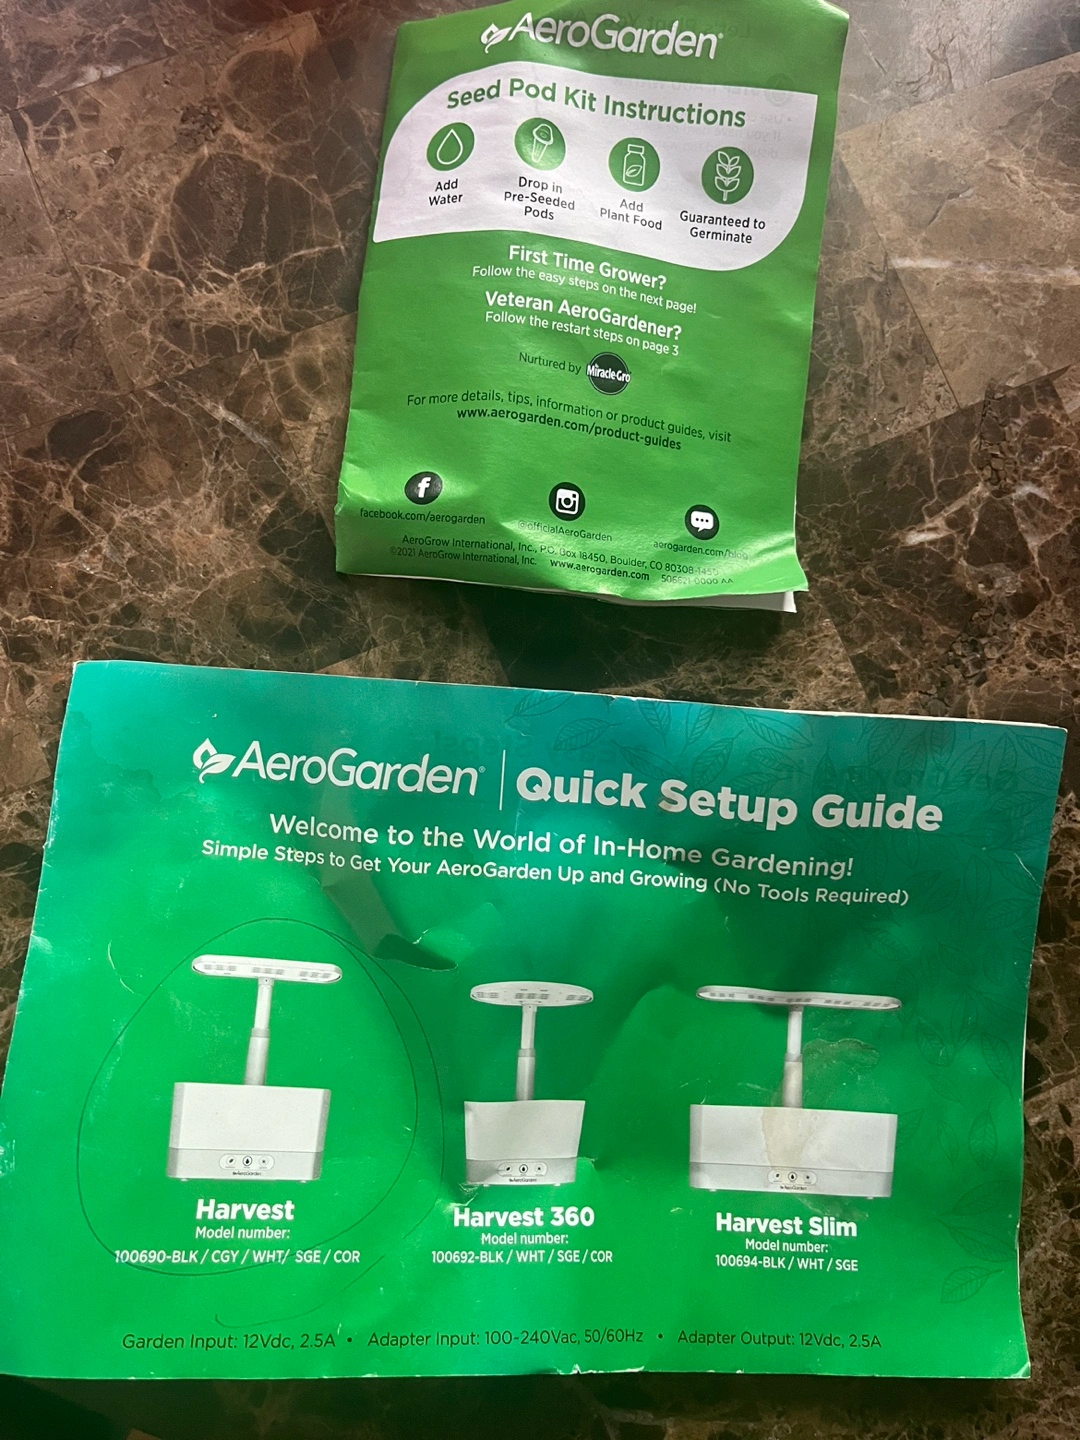 AeroGarden®
Seed Pod Kit Instructions
Add
Water
Drop in
Pre-Seeded
Pods
Add
Plant Food
Guaranteed to
Germinate
First Time Grower?
Follow the easy steps on the next page!
Veteran AeroGardener?
Follow the restart steps on page 3
Nurtured by Miracle-Gro
For more details, tips, information or product guides, visit
www.aerogarden.com/product-guides
facebook.com/aerogarden
@officialAeroGarden
aerogarden.com/blog
AeroGrow International, Inc., P.O. Box 18450, Boulder, CO 80308
©2021 AeroGrow International, Inc. www.aerogarden.com
AeroGarden® | Quick Setup Guide
Welcome to the World of In-Home Gardening!
Simple Steps to Get Your AeroGarden Up and Growing (No Tools Required)
AeroGarden
AeroGarden
AeroGarden
Harvest
Model number:
100690-BLK / CGY / WHT/ SGE / COR
Harvest 360
Model number:
100692-BLK / WHT / SGE / COR
Harvest Slim
Model number:
100694-BLK / WHT / SGE
Garden Input: 12Vdc, 2.5A • Adapter Input: 100-240Vac, 50/60Hz • Adapter Output: 12Vdc, 2.5A